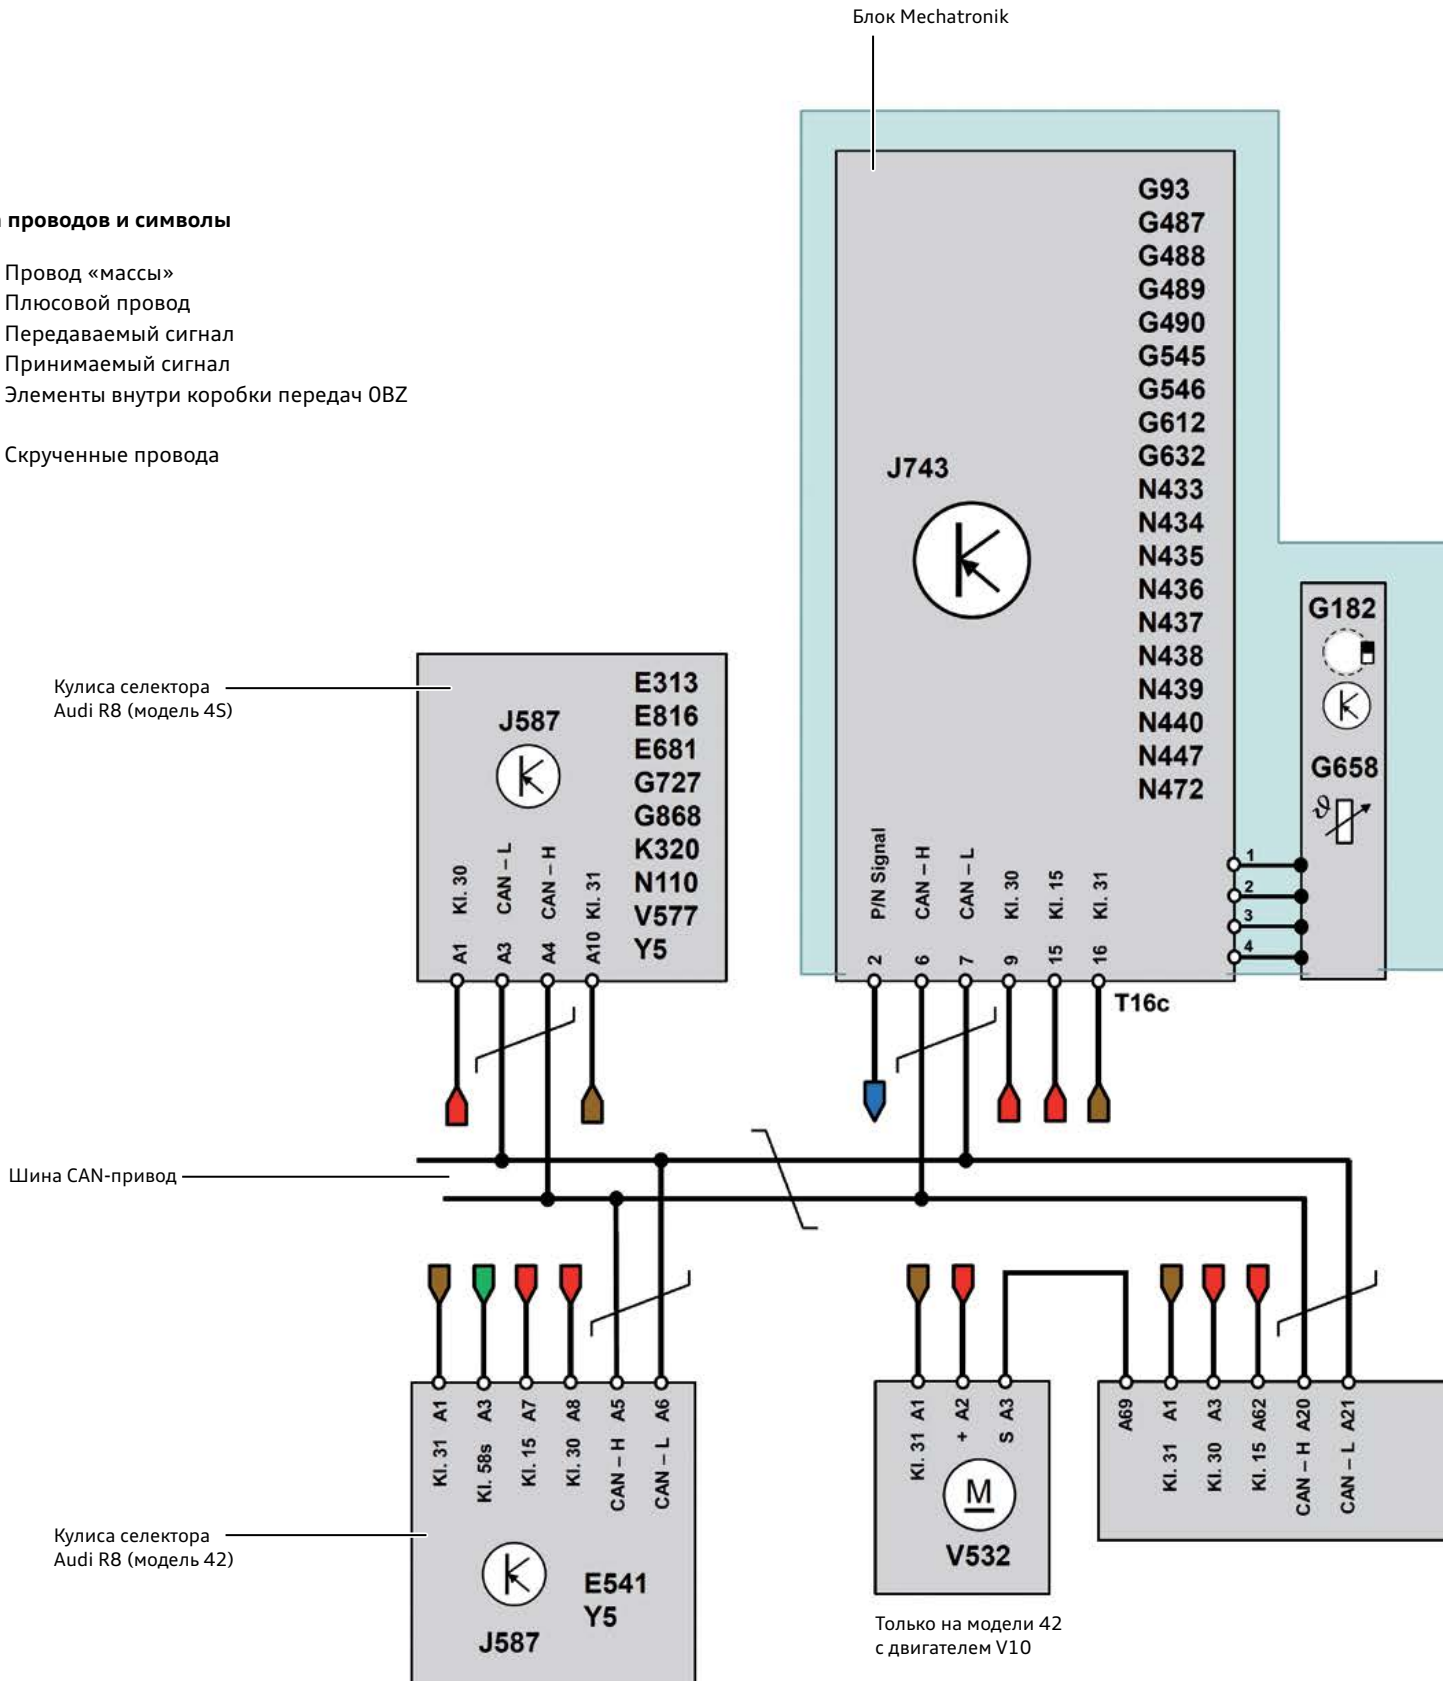 Блок Mechatronik
проводов и символы
Провод «массы»
Плюсовой провод
Передаваемый сигнал
Принимаемый сигнал
Элементы внутри коробки передач 0BZ
Скрученные провода
G93
G487
G488
G489
G490
G545
G546
G612
G632
N433
N434
N435
N436
N437
N438
N439
N440
N447
N472
J743
P/N Signal
CAN – H
CAN – L
Kl. 30
Kl. 15
Kl. 31
2
6
7
9
15
16
T16c
1
2
3
4
G182
G658
ϑ
Кулиса селектора
Audi R8 (модель 4S)
J587
E313
E816
E681
G727
G868
K320
N110
V577
Y5
A1 Kl. 30
A3 CAN – L
A4 CAN – H
A10 Kl. 31
Шина CAN-привод
Kl. 31 A1
Kl. 58s A3
Kl. 15 A7
Kl. 30 A8
CAN – H A5
CAN – L A6
Кулиса селектора
Audi R8 (модель 42)
J587
E541
Y5
Kl. 31 A1
+ A2
S A3
M
V532
Только на модели 42
с двигателем V10
A69
Kl. 31 A1
Kl. 30 A3
Kl. 15 A62
CAN – H A20
CAN – L A21